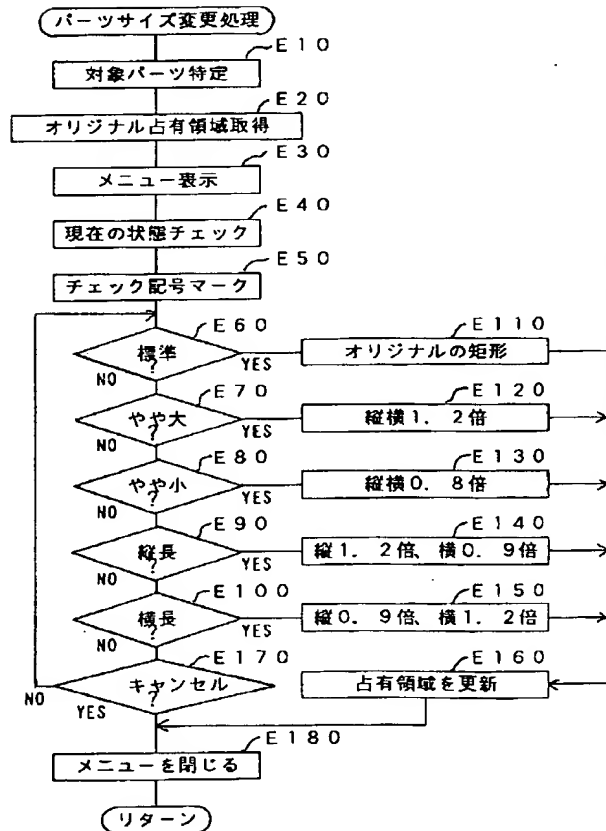 パーツサイズ変更処理
E10
対象パーツ特定
E20
オリジナル占有領域取得
E30
メニュー表示
E40
現在の状態チェック
E50
チェック記号マーク
E60
標準
?
NO
YES
E110
オリジナルの矩形
E70
やや大
?
NO
YES
E120
縦横1．2倍
E80
やや小
?
NO
YES
E130
縦横0．8倍
E90
縦長
?
NO
YES
E140
縦1．2倍、横0．9倍
E100
横長
?
YES
E150
縦0．9倍、横1．2倍
E170
キャンセル
?
NO
YES
E160
占有領域を更新
E180
メニューを閉じる
リターン